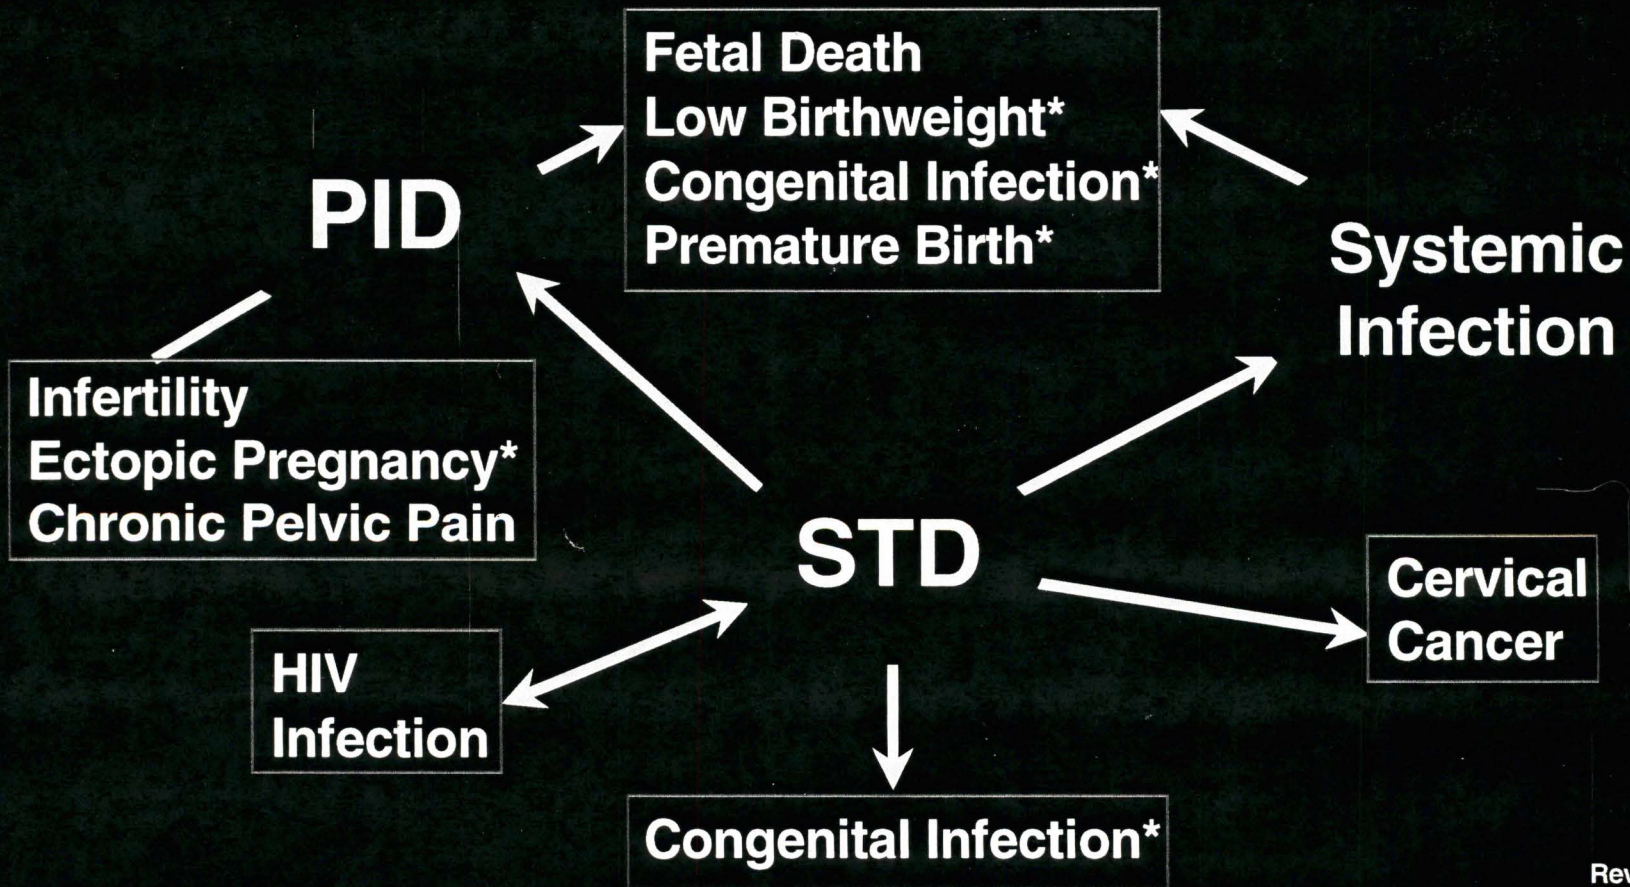 Fetal Death
Low Birthweight*
Congenital Infection*
Premature Birth*
PID
Systemic
Infection
Infertility
Ectopic Pregnancy*
Chronic Pelvic Pain
STD
Cervical
Cancer
HIV
Infection
Congenital Infection*